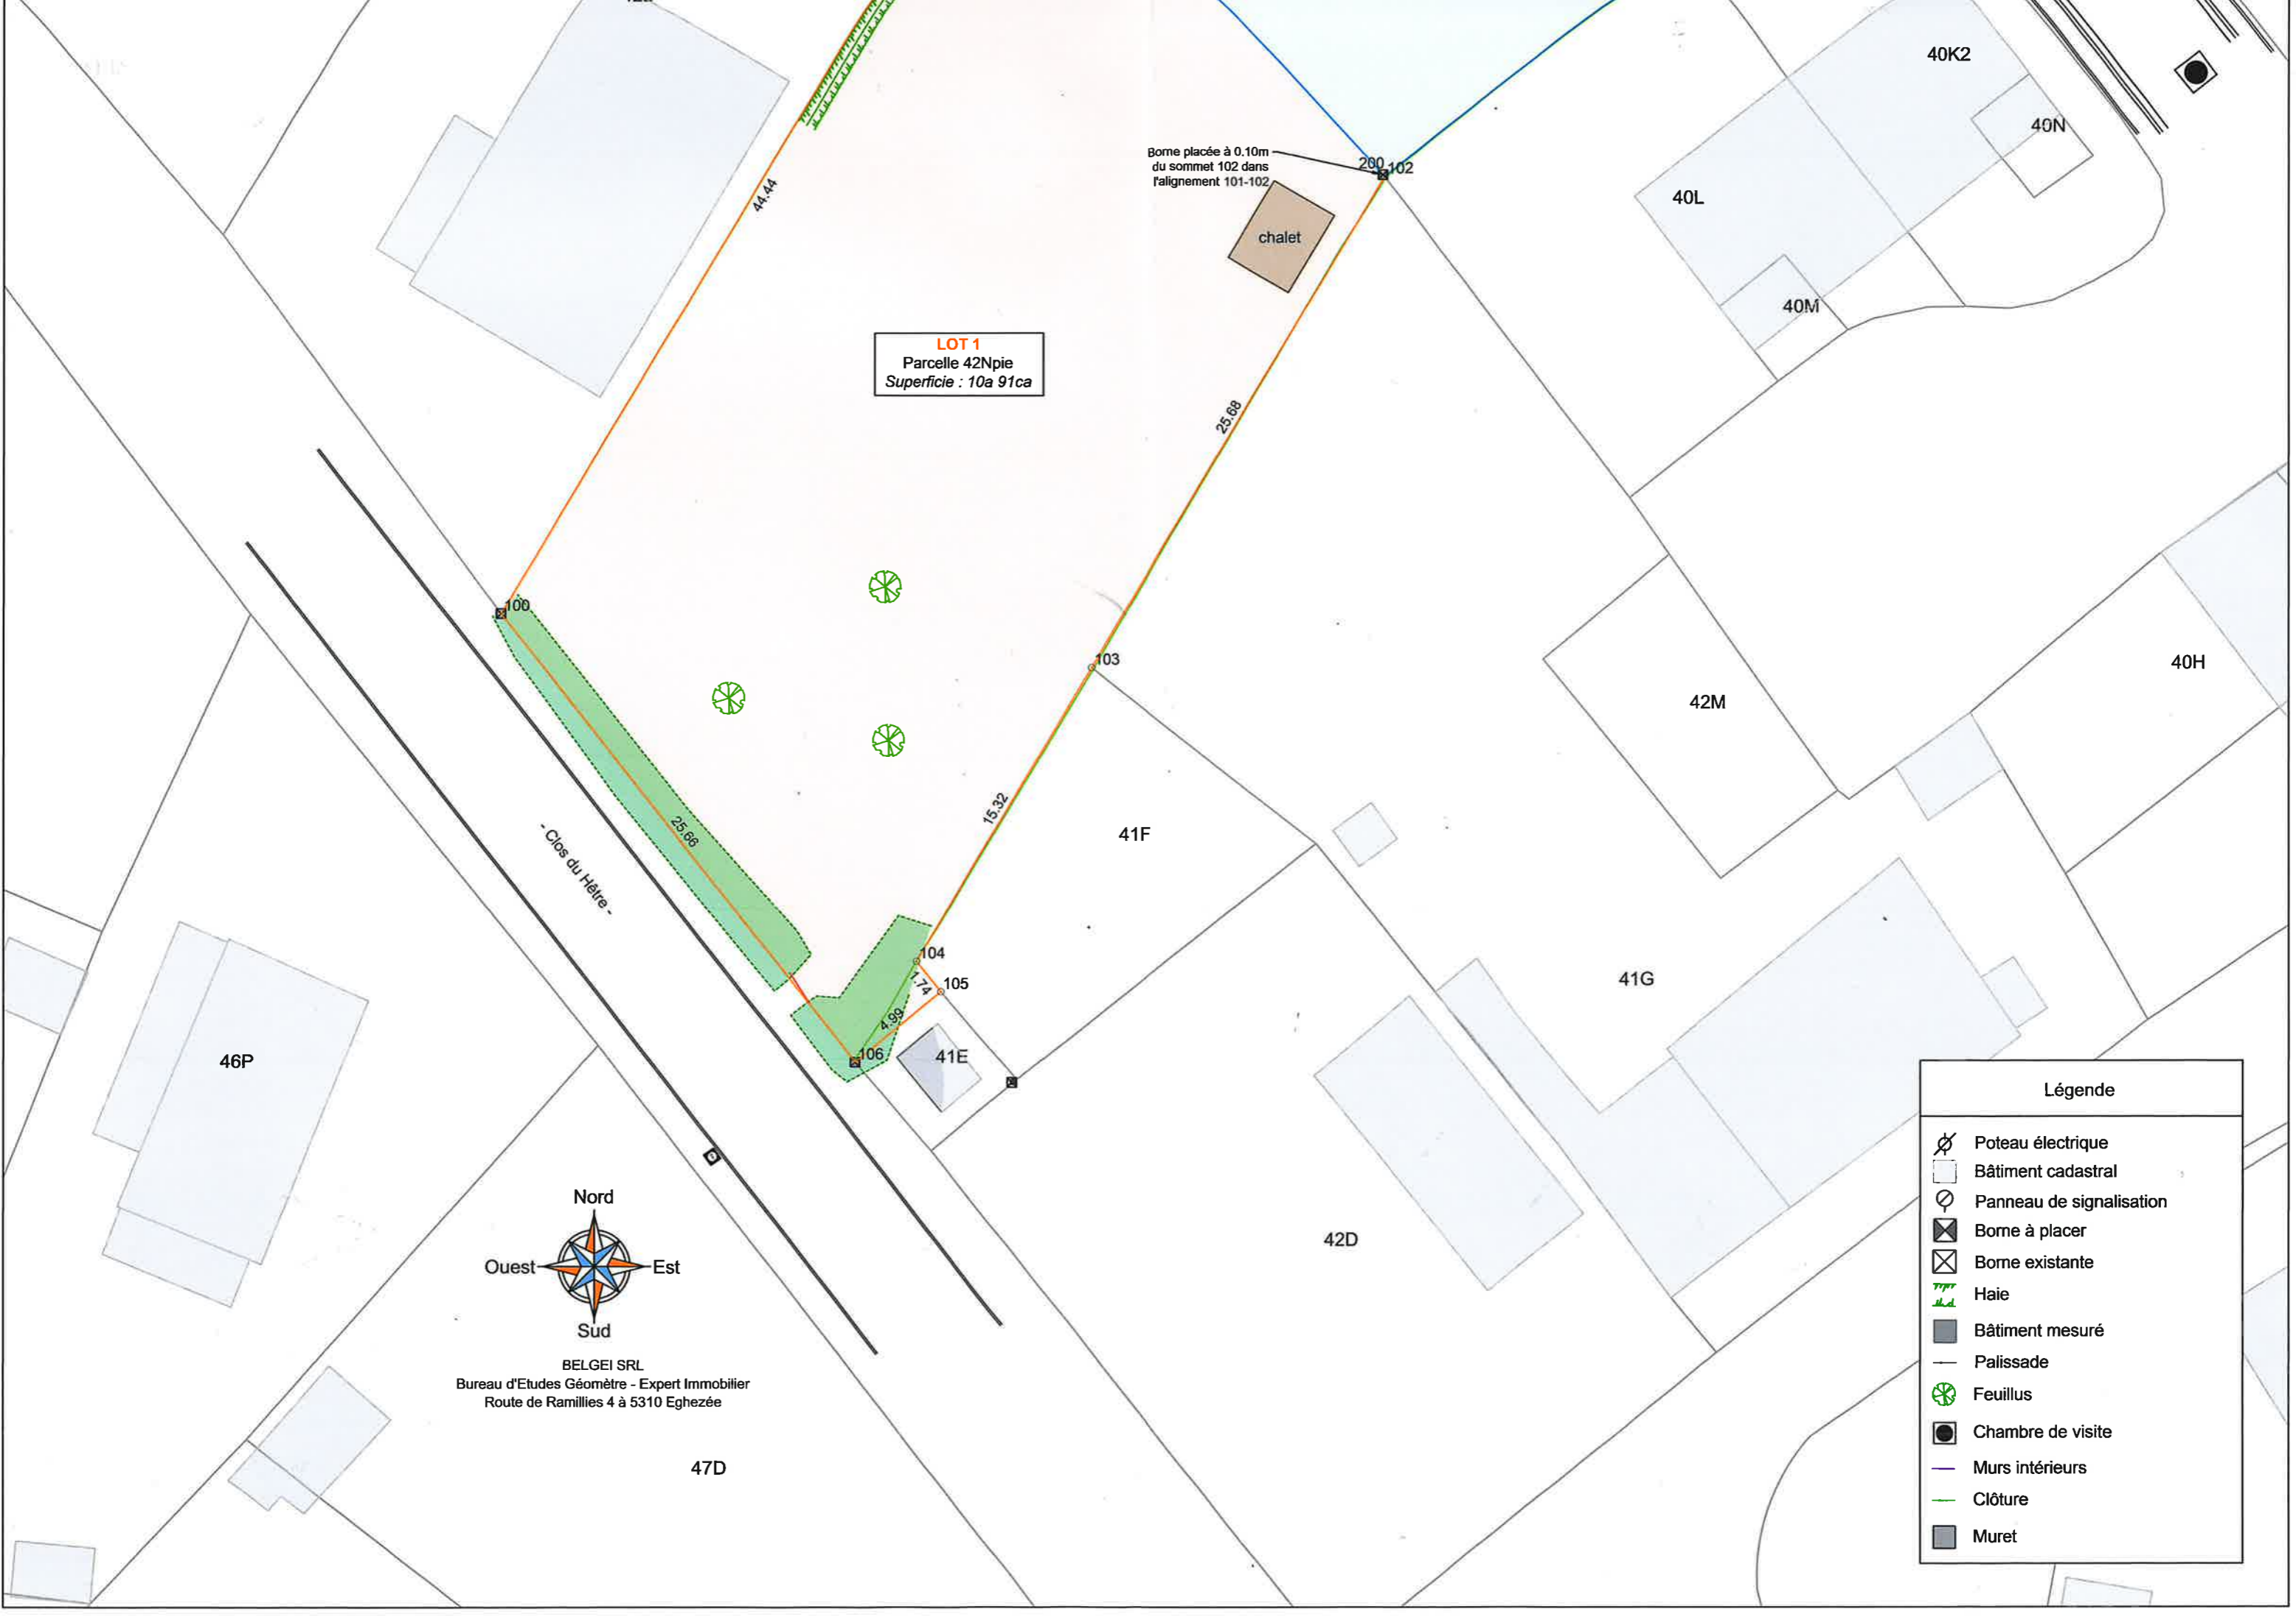 40K2
40N
Borne placée à 0.10m
du sommet 102 dans
l'alignement 101-102
200
102
40L
44.44
chalet
40M
LOT 1
Parcelle 42Npie
Superficie : 10a 91ca
25.68
100
103
40H
42M
25.66
15.32
41F
- Clos du Hêtre -
104
1.74
105
41G
4.99
106
41E
46P
Nord
Ouest
Est
Sud
42D
BELGEI SRL
Bureau d'Etudes Géomètre - Expert Immobilier
Route de Ramillies 4 à 5310 Eghezée
47D
Légende
Poteau électrique
Bâtiment cadastral
Panneau de signalisation
Borne à placer
Borne existante
Haie
Bâtiment mesuré
Palissade
Feuillus
Chambre de visite
Murs intérieurs
Clôture
Muret